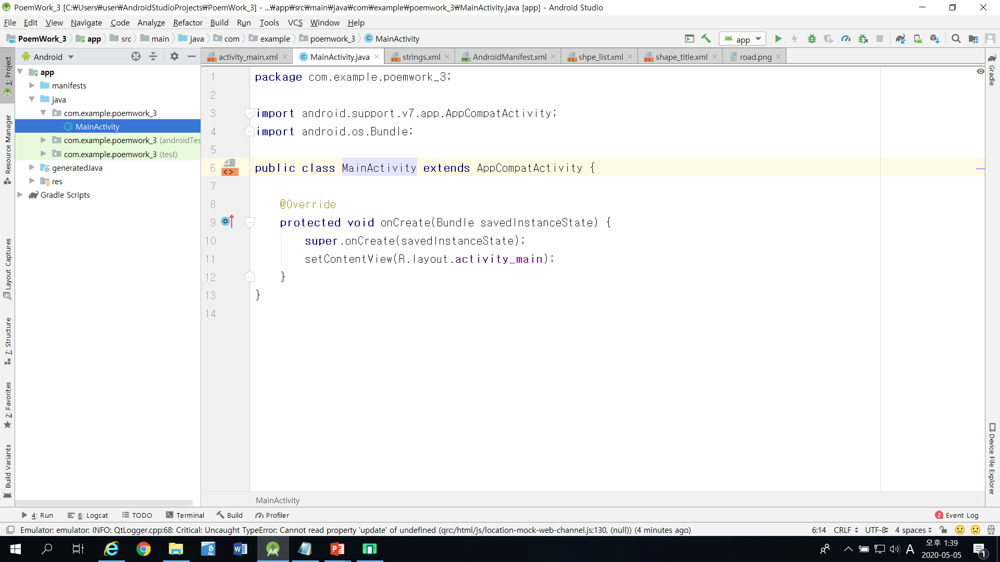 PoemWork_3 [C:₩Users₩user₩AndroidStudioProjects₩PoemWork_3] - ...₩app₩src₩main₩java₩com₩example₩poemwork_3₩MainActivity.java [app] - Android Studio
File Edit View Navigate Code Analyze Refactor Build Run Tools VCS Window Help
PoemWork_3 app src main java com example poemwork_3 MainActivity app
Android
activity_main.xml MainActivity.java strings.xml AndroidManifest.xml shpe_list.xml shape_title.xml road.png
app
manifests
java
com.example.poemwork_3
MainActivity
com.example.poemwork_3 (androidTes
com.example.poemwork_3 (test)
generatedJava
res
Gradle Scripts
1: Project
Resource Manager
Layout Captures
7: Structure
2: Favorites
Build Variants
1 package com.example.poemwork_3;
2
3 import android.support.v7.app.AppCompatActivity;
4 import android.os.Bundle;
5
6 public class MainActivity extends AppCompatActivity {
7
8 @Override
9 protected void onCreate(Bundle savedInstanceState) {
10 super.onCreate(savedInstanceState);
11 setContentView(R.layout.activity_main);
12 }
13 }
14
Gradle
Device File Explorer
MainActivity
4: Run 6: Logcat TODO Terminal Build Profiler 2 Event Log
Emulator: emulator: INFO: QtLogger.cpp:68: Critical: Uncaught TypeError: Cannot read property 'update' of undefined (qrc:/html/js/location-mock-web-channel.js:130, (null)) (4 minutes ago) 6:14 CRLF UTF-8 4 spaces
A 오후 1:39
2020-05-05 1